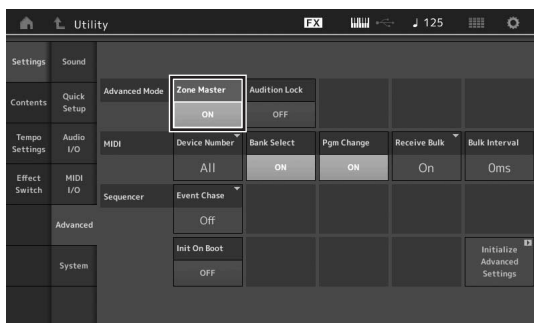 Utility FX 125
Settings Sound
Contents Quick Setup
Tempo Settings Audio I/O
Effect Switch MIDI I/O
Advanced
System
Advanced Mode Zone Master Audition Lock
ON OFF
MIDI Device Number Bank Select Pgm Change Receive Bulk Bulk Interval
All ON ON On 0ms
Sequencer Event Chase
Off
Init On Boot
OFF
Initialize Advanced Settings